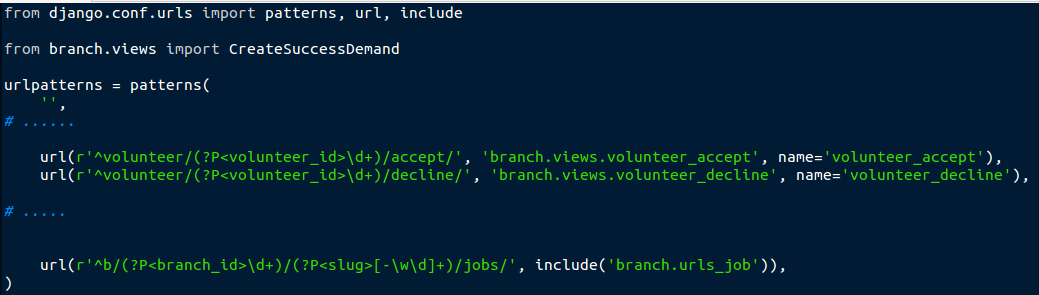 from django.conf.urls import patterns, url, include
from branch.views import CreateSuccessDemand
urlpatterns = patterns(
    '',
# ......
    url(r'^volunteer/(?P<volunteer_id>\d+)/accept/', 'branch.views.volunteer_accept', name='volunteer_accept'),
    url(r'^volunteer/(?P<volunteer_id>\d+)/decline/', 'branch.views.volunteer_decline', name='volunteer_decline'),
# .....
    url(r'^b/(?P<branch_id>\d+)/(?P<slug>[-\w\d]+)/jobs/', include('branch.urls_job')),
)